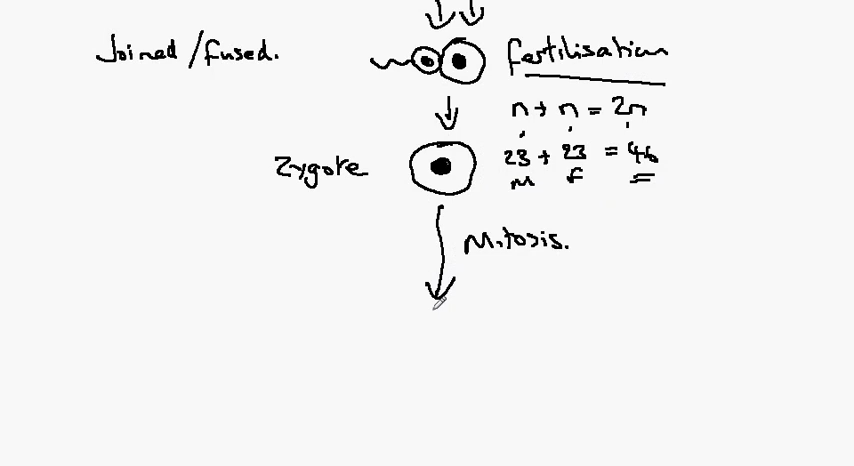 Joined/fused.
fertilisation
n + n = 2n
23 + 23 = 46
M F
Zygote
Mitosis.